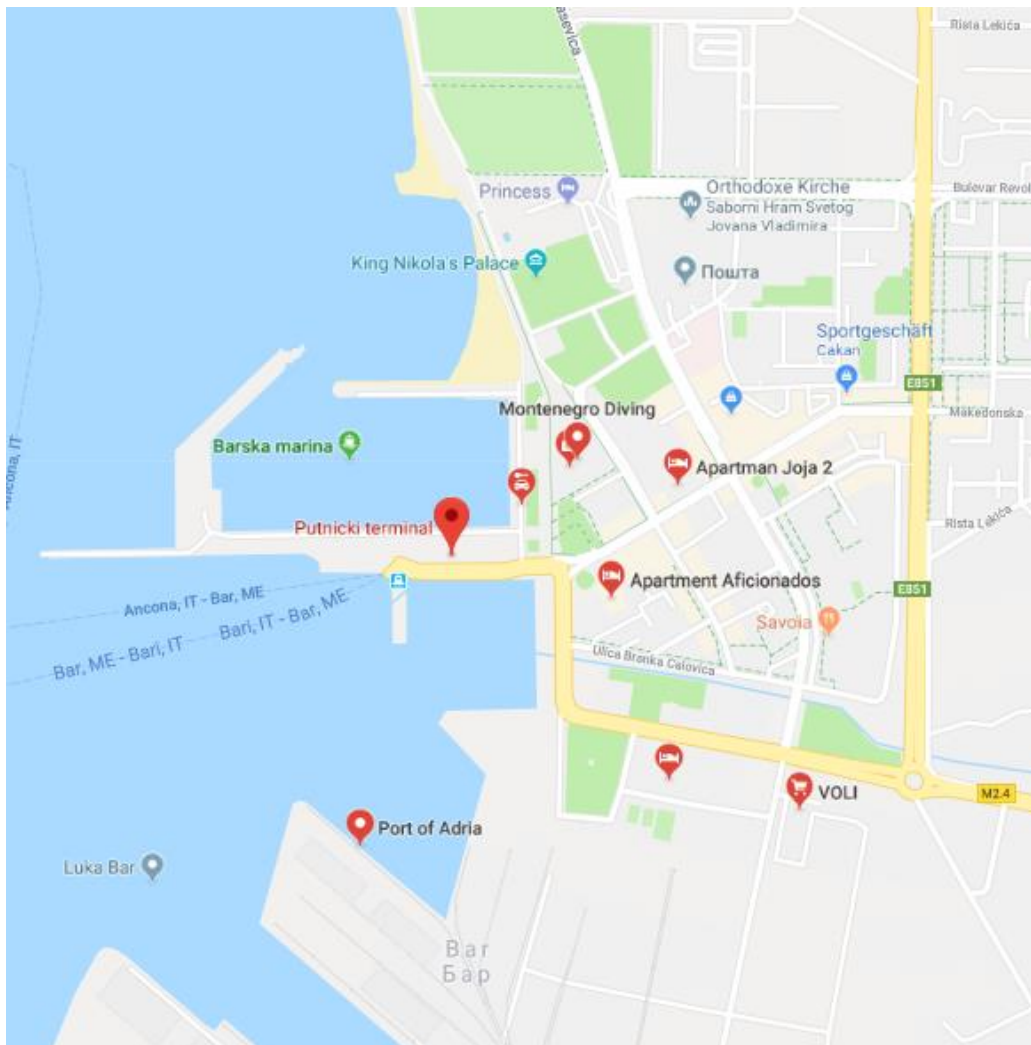 asevica
Rista Lekića
Princess
Orthodoxe Kirche
Saborni Hram Svetog
Jovana Vladimira
Bulevar Revol
King Nikola's Palace
Пошта
Sportgeschäft
Cakan
E851
Makedonska
Montenegro Diving
Barska marina
Apartman Joja 2
Ancona, IT
Putnicki terminal
Rista Lekića
Apartment Aficionados
E851
Ancona, IT - Bar, ME
Bari, IT - Bar, ME
Bar, ME - Bari, IT
Savoia
Ulica Branka Calovica
VOLI
M2.4
Port of Adria
Luka Bar
Bar
Бар